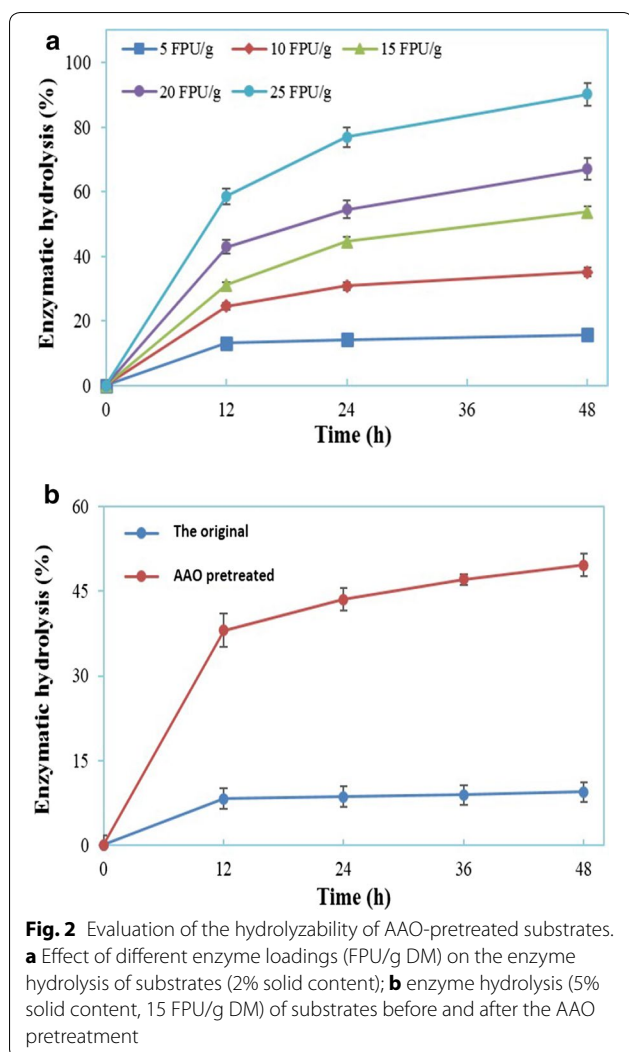 a
5 FPU/g 10 FPU/g 15 FPU/g
20 FPU/g 25 FPU/g
Enzymatic hydrolysis (%)
100
80
60
40
20
0
0 12 24 36 48
Time (h)
b
The original
AAO pretreated
Enzymatic hydrolysis (%)
60
45
30
15
0
0 12 24 36 48
Time (h)
Fig. 2 Evaluation of the hydrolyzability of AAO-pretreated substrates.
a Effect of different enzyme loadings (FPU/g DM) on the enzyme
hydrolysis of substrates (2% solid content); b enzyme hydrolysis (5%
solid content, 15 FPU/g DM) of substrates before and after the AAO
pretreatment